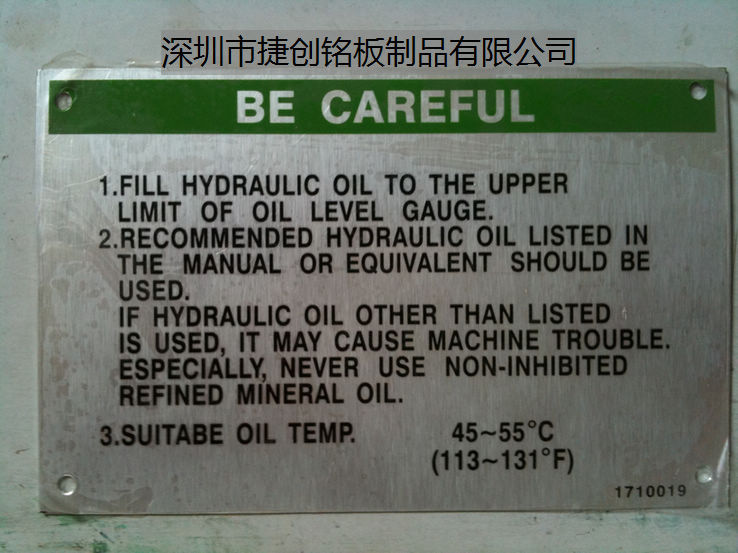 深圳市捷创铭板制品有限公司
BE CAREFUL
1.FILL HYDRAULIC OIL TO THE UPPER
LIMIT OF OIL LEVEL GAUGE.
2.RECOMMENDED HYDRAULIC OIL LISTED IN
THE MANUAL OR EQUIVALENT SHOULD BE
USED.
IF HYDRAULIC OIL OTHER THAN LISTED
IS USED, IT MAY CAUSE MACHINE TROUBLE.
ESPECIALLY, NEVER USE NON-INHIBITED
REFINED MINERAL OIL.
3.SUITABE OIL TEMP. 45~55°C
(113~131°F)
1710019